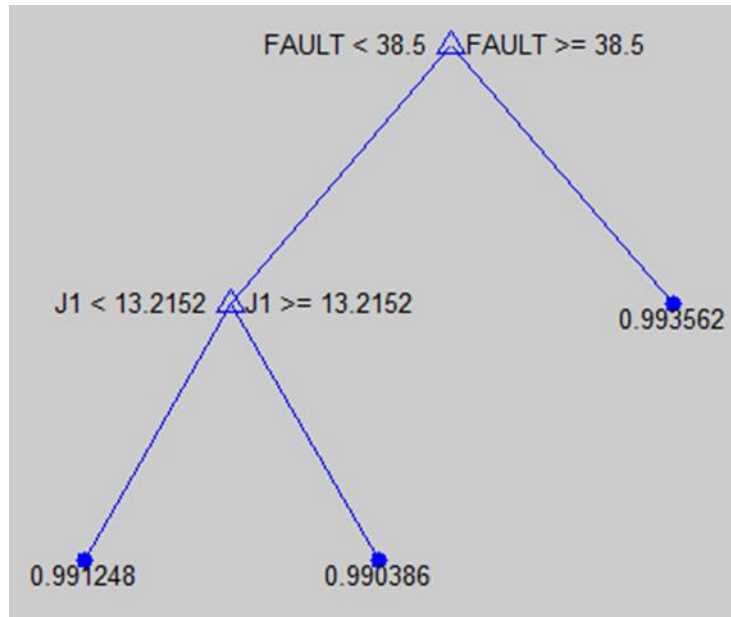 FAULT < 38.5 FAULT >= 38.5
J1 < 13.2152 J1 >= 13.2152
0.993562
0.991248 0.990386